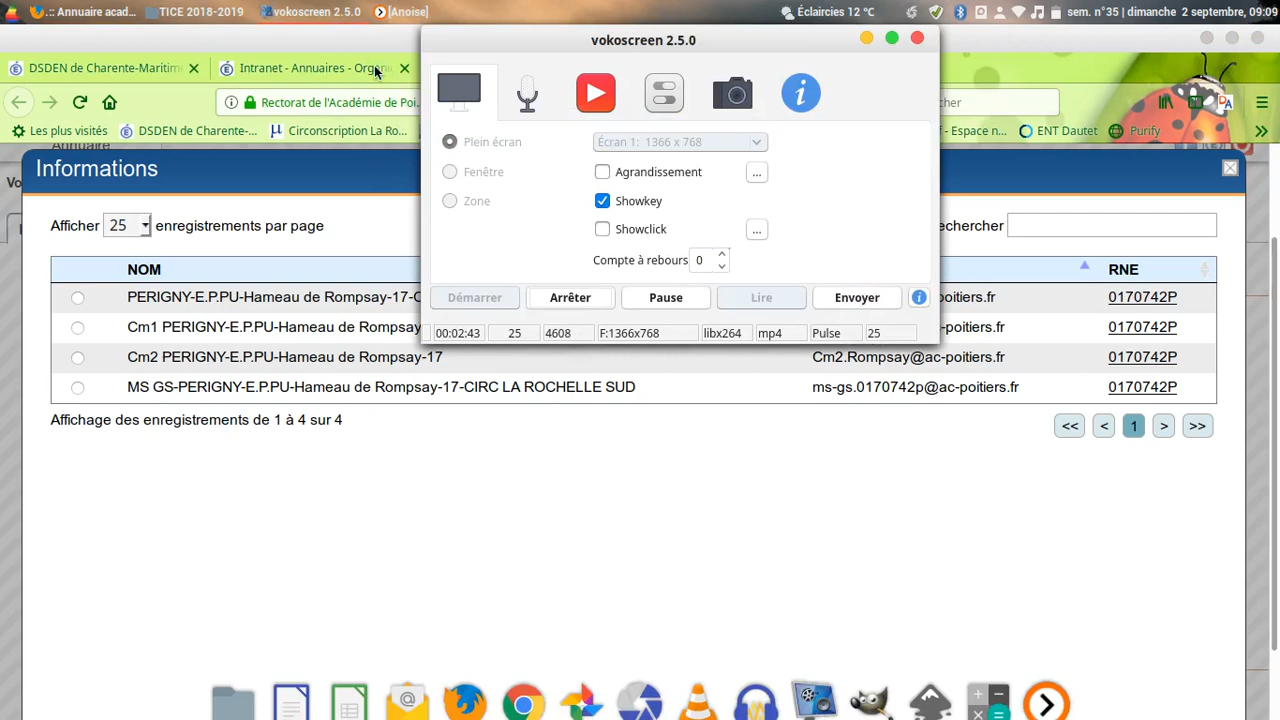 .:: Annuaire acad...
TICE 2018-2019
vokoscreen 2.5.0
[Anoise]
Éclaircies 12 °C
sem. n°35 | dimanche 2 septembre, 09:09
vokoscreen 2.5.0
DSDEN de Charente-Maritim
Intranet - Annuaires - Organ
Rectorat de l'Académie de Poi...
cher
Les plus visités
DSDEN de Charente-...
Circonscription La Ro...
f - Espace n...
ENT Dautet
Purify
Annuaire
Vo
Plein écran
Écran 1: 1366 x 768
Fenêtre
Agrandissement
...
Zone
Showkey
Showclick
...
Compte à rebours
0
Démarrer
Arrêter
Pause
Lire
Envoyer
00:02:43
25
4608
F:1366x768
libx264
mp4
Pulse
25
Informations
Afficher 25 enregistrements par page
echercher
NOM
RNE
PERIGNY-E.P.PU-Hameau de Rompsay-17-C
@ac-poitiers.fr
0170742P
Cm1 PERIGNY-E.P.PU-Hameau de Rompsay
@ac-poitiers.fr
0170742P
Cm2 PERIGNY-E.P.PU-Hameau de Rompsay-17
Cm2.Rompsay@ac-poitiers.fr
0170742P
MS GS-PERIGNY-E.P.PU-Hameau de Rompsay-17-CIRC LA ROCHELLE SUD
ms-gs.0170742p@ac-poitiers.fr
0170742P
Affichage des enregistrements de 1 à 4 sur 4
<< < 1 > >>